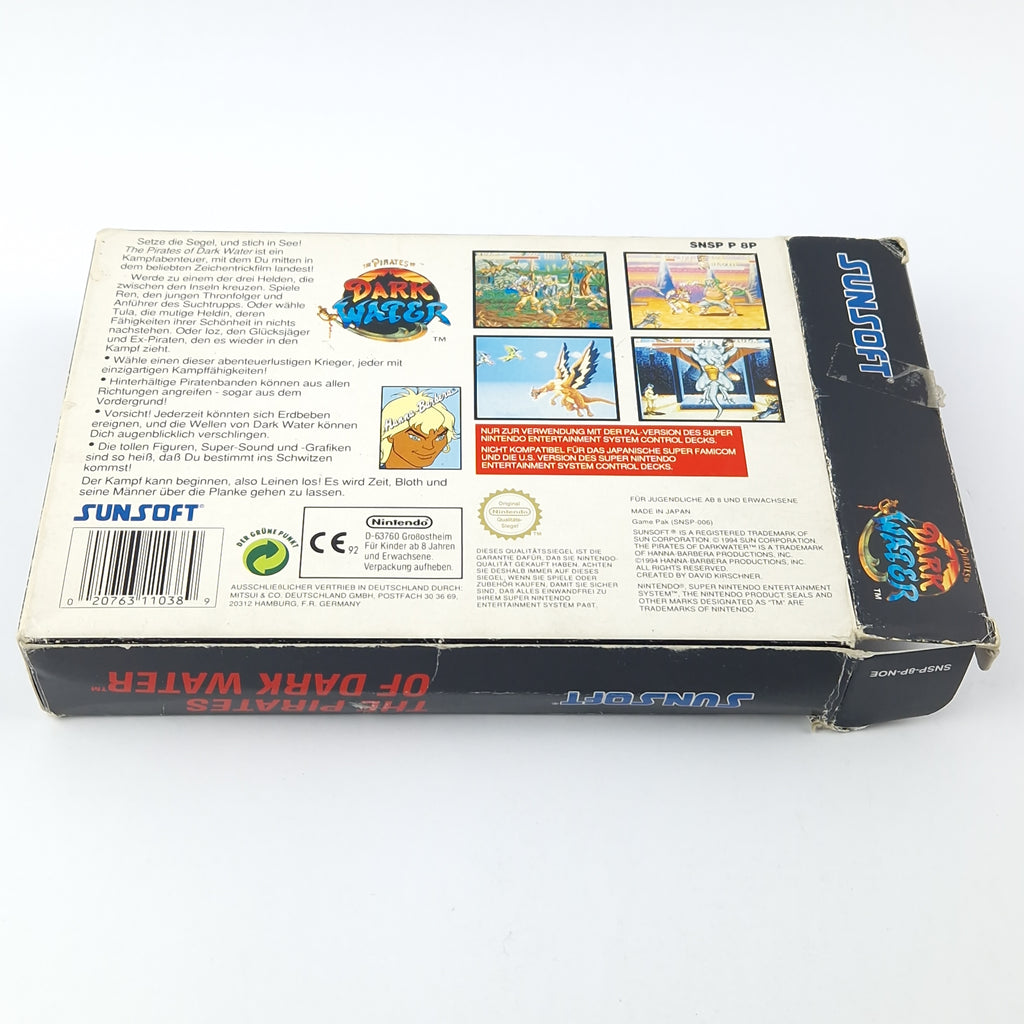 Setze die Segel, und stich in See!
The Pirates of Dark Water ist ein
Kampfabenteuer, mit dem Du mitten in
dem beliebten Zeichentrickfilm landest!
Werde zu einem der drei Helden, die
zwischen den Inseln kreuzen. Spiele
Ren, den jungen Thronfolger und
Anführer des Suchtrupps. Oder wähle
Tula, die mutige Heldin, deren
Fähigkeiten ihrer Schönheit in nichts
nachstehen. Oder Ioz, den Glücksjäger
und Ex-Piraten, den es wieder in den
Kampf zieht.
• Wähle einen dieser abenteuerlustigen Krieger, jeder mit
einzigartigen Kampffähigkeiten!
• Hinterhältige Piratenbanden können aus allen
Richtungen angreifen - sogar aus dem
Vordergrund!
• Vorsicht! Jederzeit könnten sich Erdbeben
ereignen, und die Wellen von Dark Water können
Dich augenblicklich verschlingen.
• Die tollen Figuren, Super-Sound und -Grafiken
sind so heiß, daß Du bestimmt ins Schwitzen
kommst!
Der Kampf kann beginnen, also Leinen los! Es wird Zeit, Bloth und
seine Männer über die Planke gehen zu lassen.
THE PIRATES OF
DARK
WATER
TM
Hanna-Barbera
SNSP P 8P
NUR ZUR VERWENDUNG MIT DER PAL-VERSION DES SUPER
NINTENDO ENTERTAINMENT SYSTEM CONTROL DECKS.
NICHT KOMPATIBEL FÜR DAS JAPANISCHE SUPER FAMICOM
UND DIE U.S. VERSION DES SUPER NINTENDO
ENTERTAINMENT SYSTEM CONTROL DECKS.
SUNSOFT®
0 20763 11038 9
DER GRÜNE PUNKT
CE 92
Nintendo®
D-63760 Großostheim
Für Kinder ab 8 Jahren
und Erwachsene.
Verpackung aufheben.
AUSSCHLIEßLICHER VERTRIEB IN DEUTSCHLAND DURCH:
MITSUI & CO. DEUTSCHLAND GMBH, POSTFACH 30 36 69,
20312 HAMBURG, F.R. GERMANY
Original
Nintendo
Qualitäts-
Siegel
TM
DIESES QUALITÄTSSIEGEL IST DIE
GARANTIE DAFÜR, DAß SIE NINTENDO-
QUALITÄT GEKAUFT HABEN. ACHTEN
SIE DESHALB IMMER AUF DIESES
SIEGEL, WENN SIE SPIELE ODER
ZUBEHÖR KAUFEN, DAMIT SIE SICHER
SIND, DAß ALLES EINWANDFREI ZU
IHREM SUPER NINTENDO
ENTERTAINMENT SYSTEM PAßT.
FÜR JUGENDLICHE AB 8 UND ERWACHSENE
MADE IN JAPAN
Game Pak (SNSP-006)
SUNSOFT ® IS A REGISTERED TRADEMARK OF
SUN CORPORATION. © 1994 SUN CORPORATION.
THE PIRATES OF DARKWATER™ IS A TRADEMARK
OF HANNA-BARBERA PRODUCTIONS, INC.
©1994 HANNA-BARBERA PRODUCTIONS, INC.
ALL RIGHTS RESERVED.
CREATED BY DAVID KIRSCHNER.
NINTENDO®, SUPER NINTENDO ENTERTAINMENT
SYSTEM™, THE NINTENDO PRODUCT SEALS AND
OTHER MARKS DESIGNATED AS "TM" ARE
TRADEMARKS OF NINTENDO.
SUNSOFT
THE PIRATES OF
DARK
WATER
TM
SNSP-8P-NOE
THE PIRATES
OF DARK WATER™
SUNSOFT®